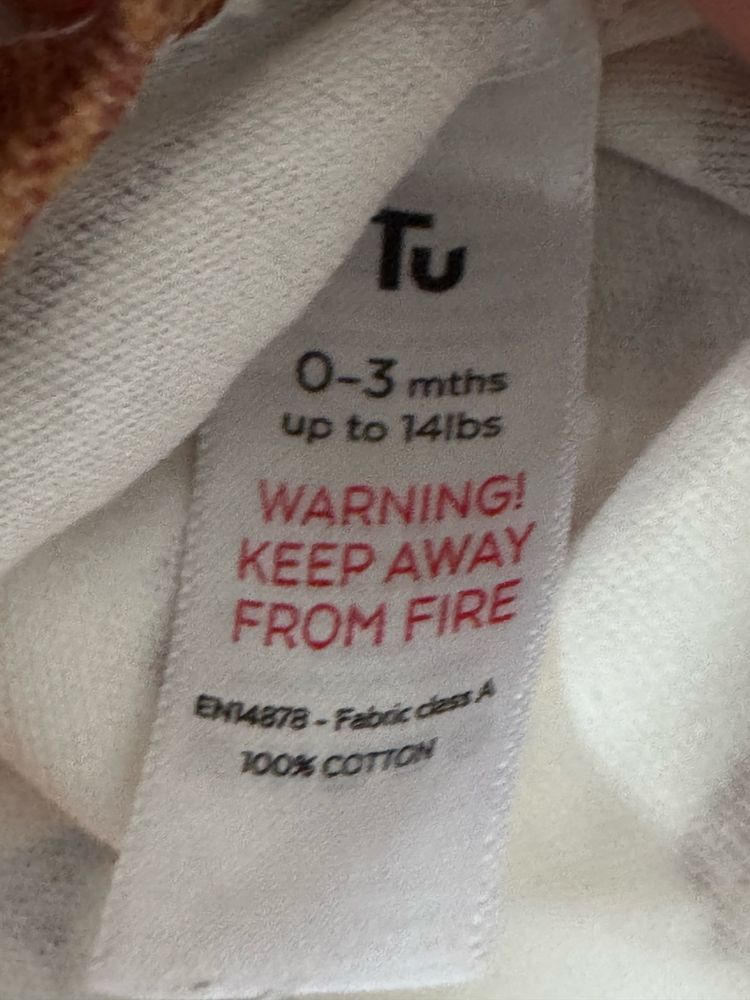 Tu
0-3 mths
up to 14lbs
WARNING!
KEEP AWAY
FROM FIRE
EN14878 - Fabric class A
100% COTTON